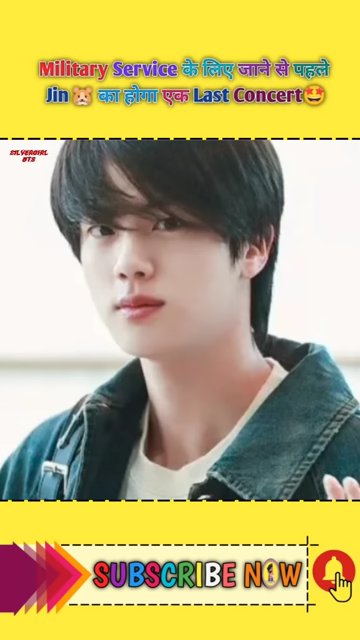 Military Service के लिए जाने से पहले
Jin🐹 का होगा एक Last Concert🤩
SILVERGIRL
BTS
SUBSCRIBE NOW